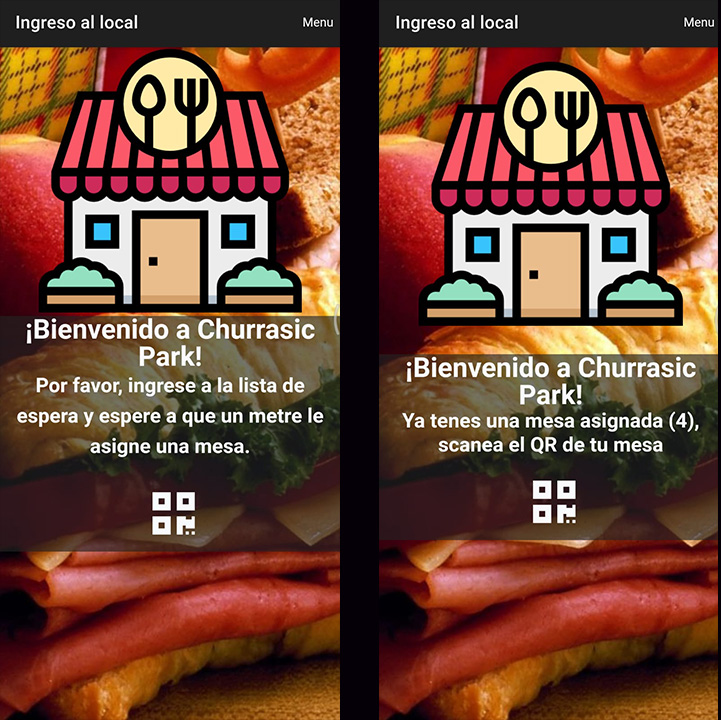 Ingreso al local
Menu
¡Bienvenido a Churrasic
Park!
Por favor, ingrese a la lista de
espera y espere a que un metre le
asigne una mesa.
Ingreso al local
Menu
¡Bienvenido a Churrasic
Park!
Ya tenes una mesa asignada (4),
scanea el QR de tu mesa